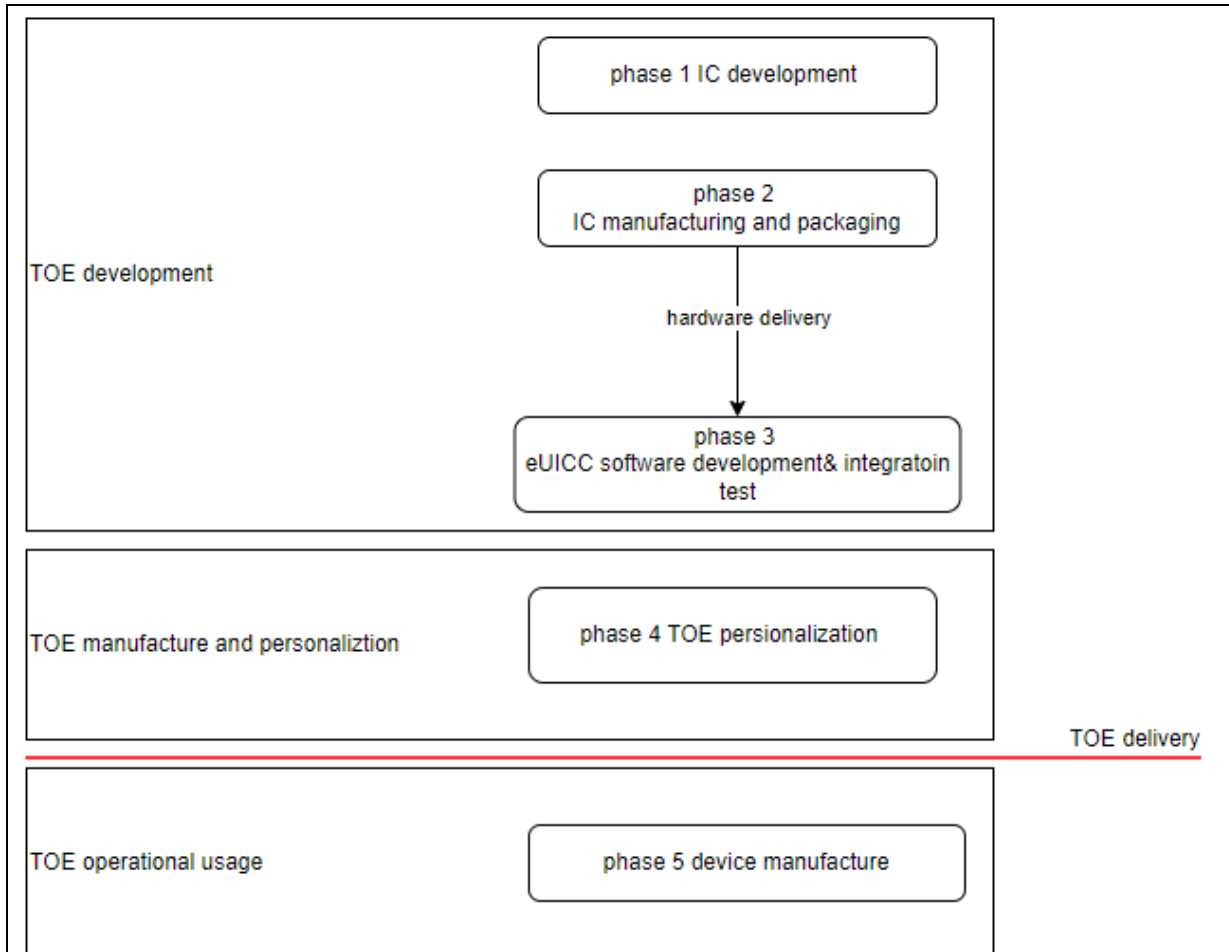 phase 1 IC development
phase 2
IC manufacturing and packaging
TOE development
hardware delivery
phase 3
eUICC software development& integratoin
test
TOE manufacture and personaliztion
phase 4 TOE persionalization
TOE delivery
TOE operational usage
phase 5 device manufacture